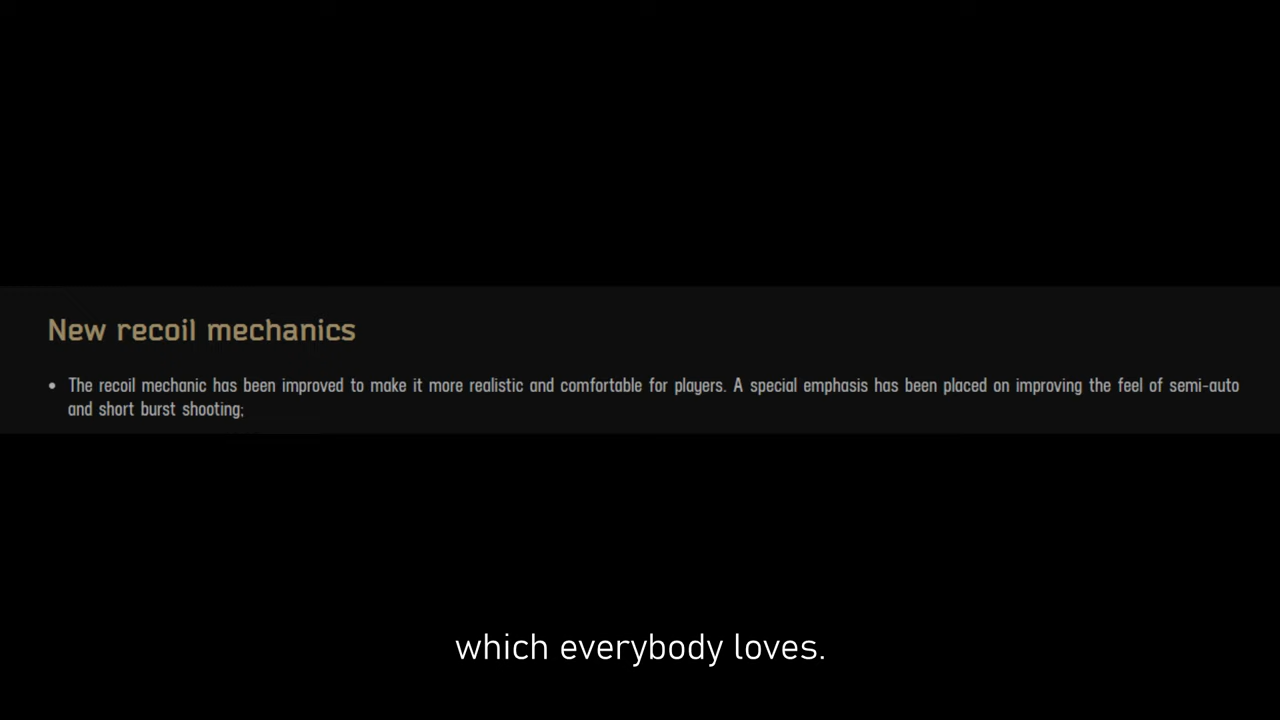 New recoil mechanics
• The recoil mechanic has been improved to make it more realistic and comfortable for players. A special emphasis has been placed on improving the feel of semi-auto
and short burst shooting;
which everybody loves.